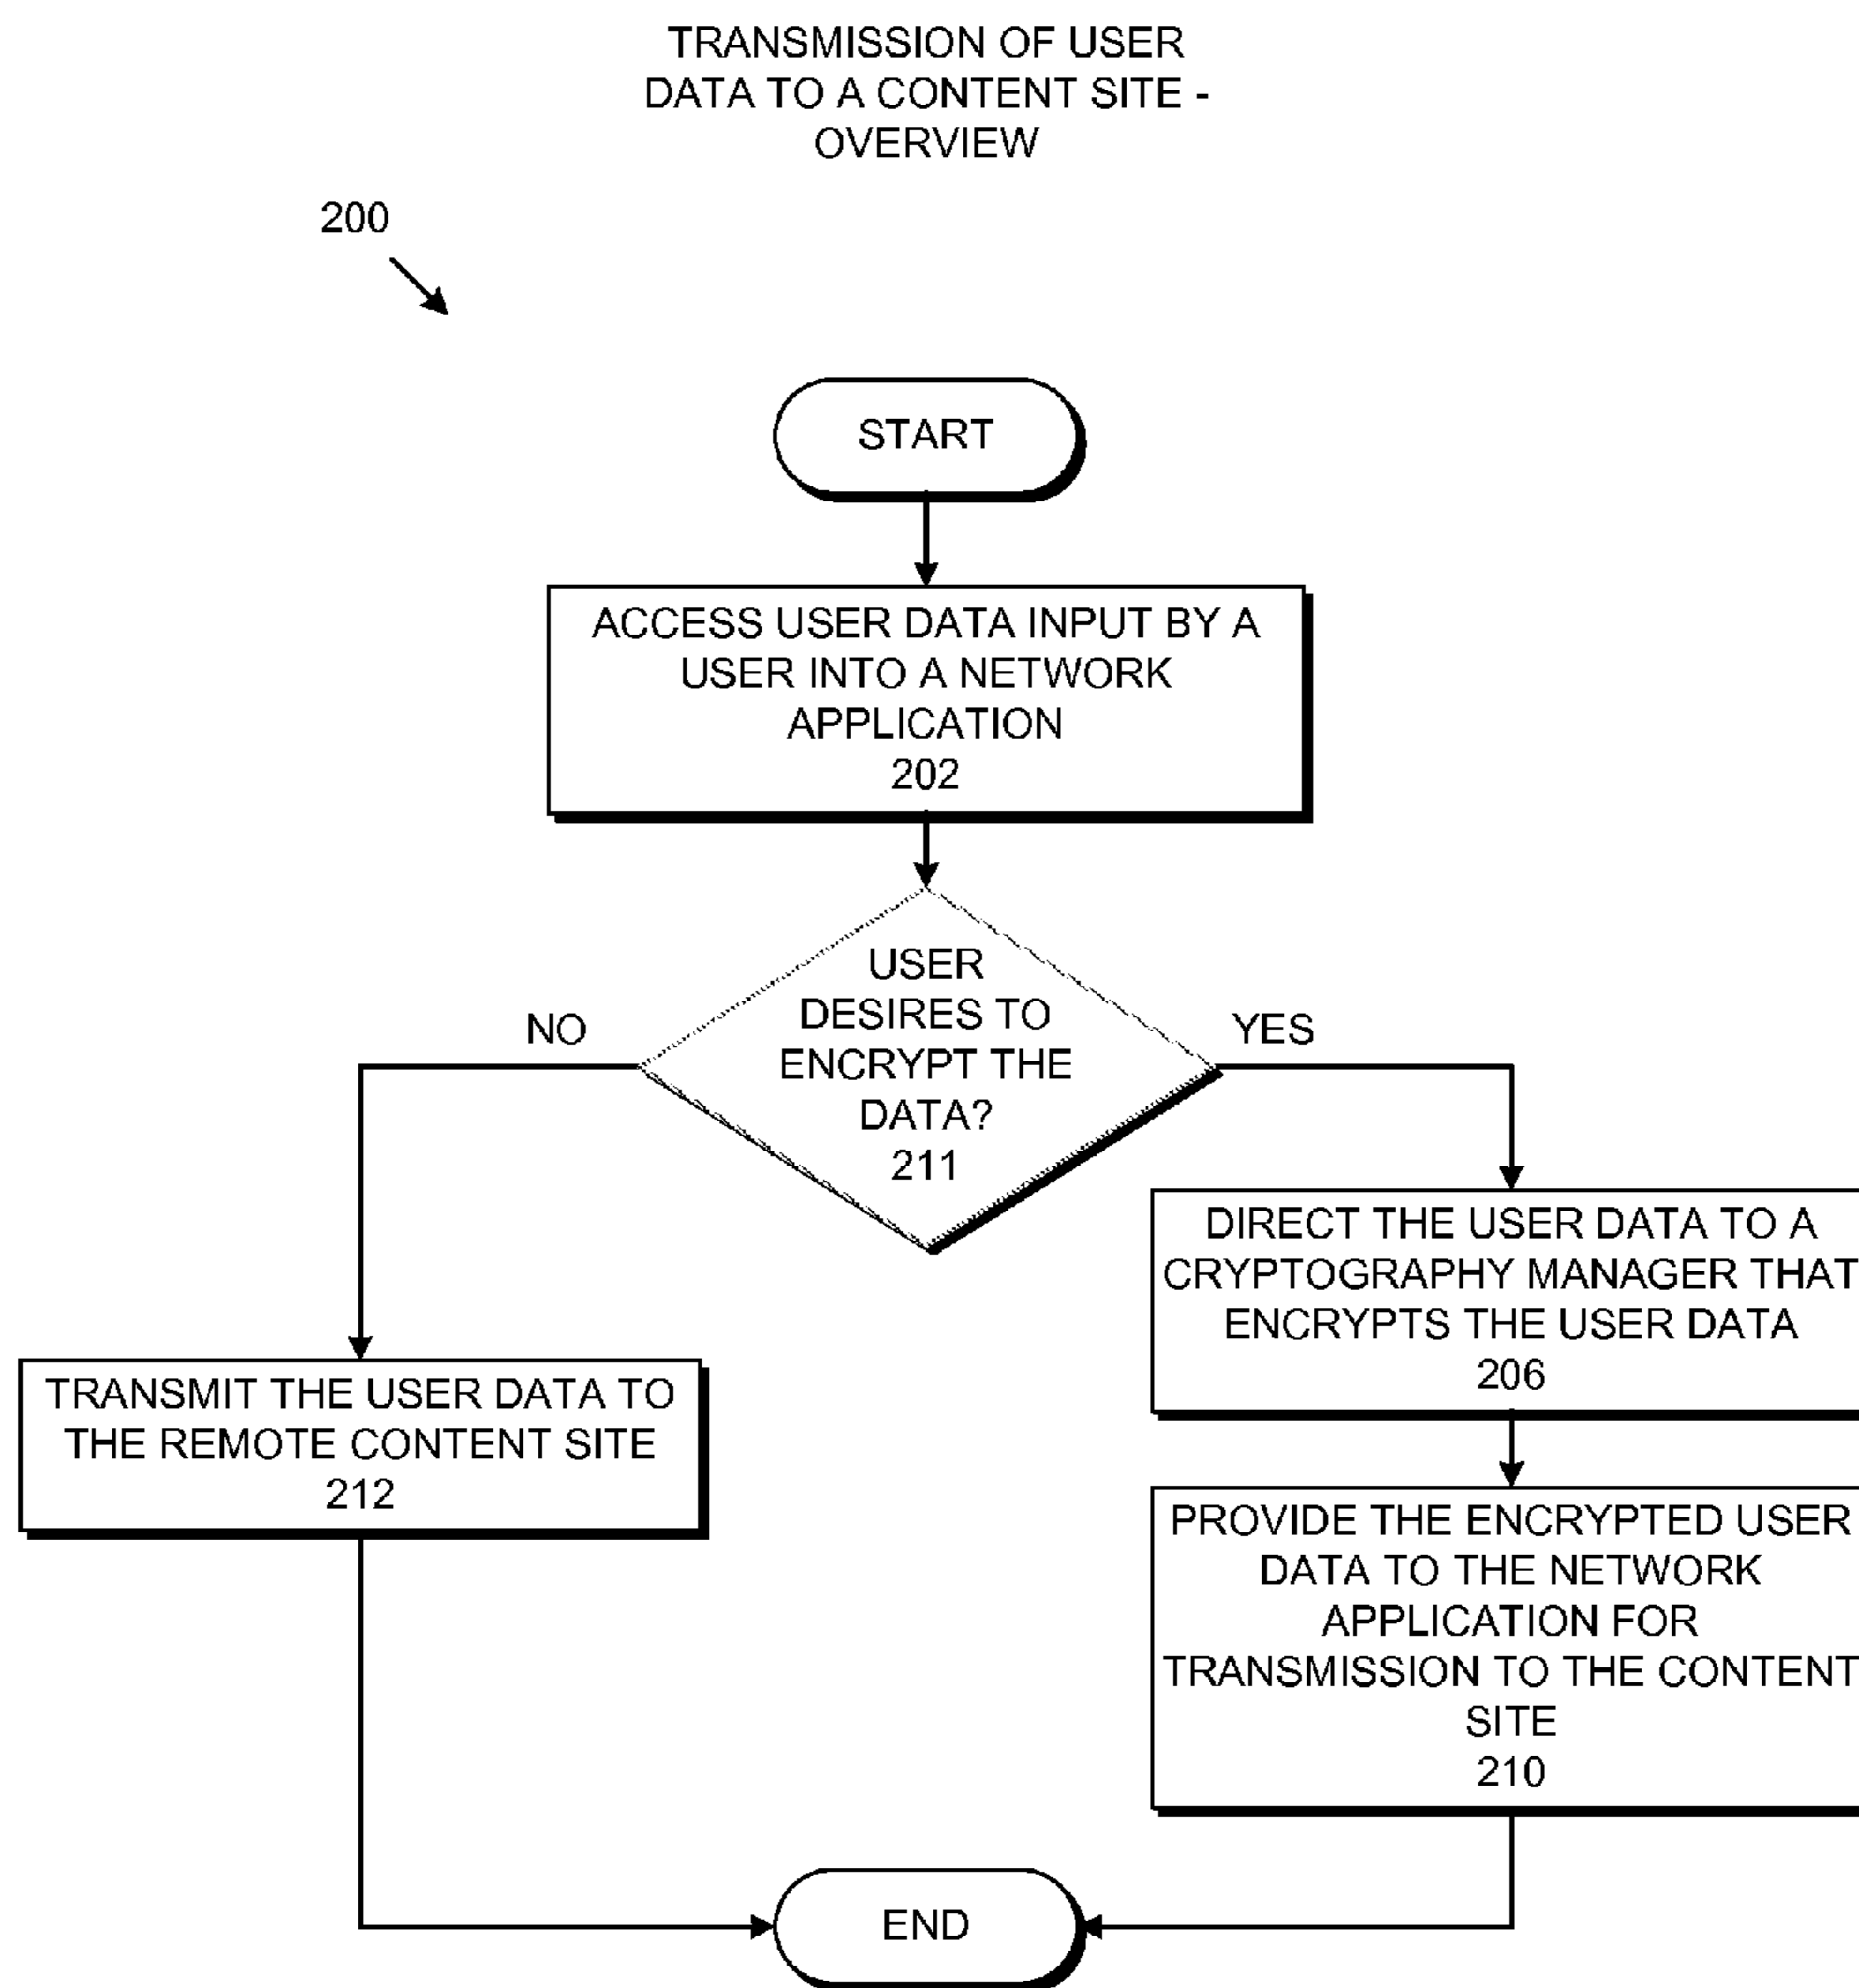 TRANSMISSION OF USER
DATA TO A CONTENT SITE -
OVERVIEW
200
START
ACCESS USER DATA INPUT BY A
USER INTO A NETWORK
APPLICATION
202
USER
DESIRES TO
ENCRYPT THE
DATA?
211
NO
YES
DIRECT THE USER DATA TO A
CRYPTOGRAPHY MANAGER THAT
ENCRYPTS THE USER DATA
206
TRANSMIT THE USER DATA TO
THE REMOTE CONTENT SITE
212
PROVIDE THE ENCRYPTED USER
DATA TO THE NETWORK
APPLICATION FOR
TRANSMISSION TO THE CONTENT
SITE
210
END